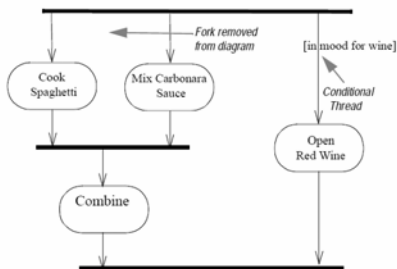 Fork removed
from diagram
[in mood for wine]
Cook
Spaghetti
Mix Carbonara
Sauce
Conditional
Thread
Open
Red Wine
Combine